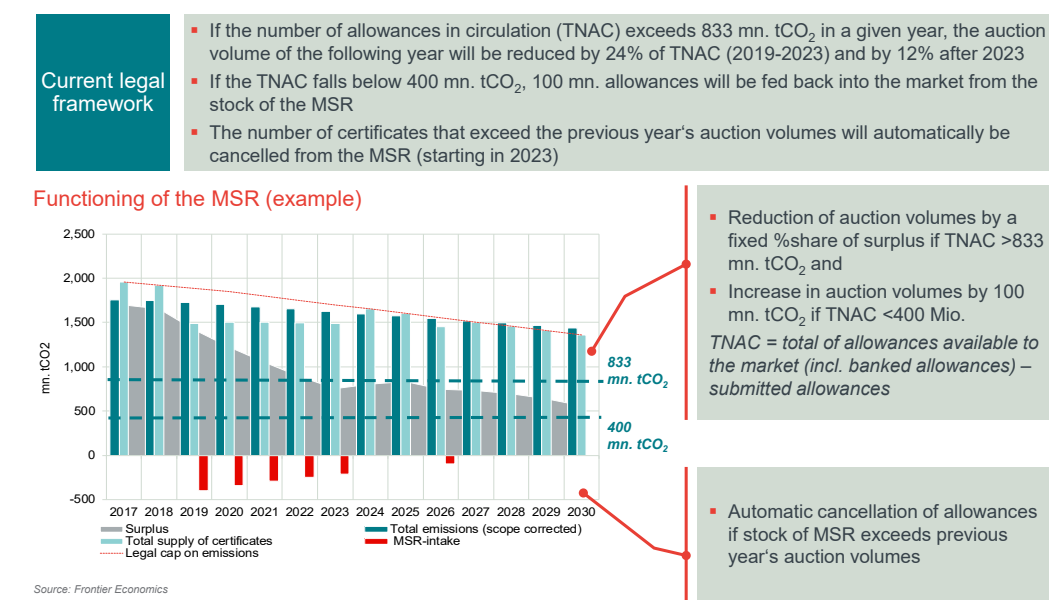 Current legal
framework
▪ If the number of allowances in circulation (TNAC) exceeds 833 mn. tCO2 in a given year, the auction
volume of the following year will be reduced by 24% of TNAC (2019-2023) and by 12% after 2023
▪ If the TNAC falls below 400 mn. tCO2, 100 mn. allowances will be fed back into the market from the
stock of the MSR
▪ The number of certificates that exceed the previous year‘s auction volumes will automatically be
cancelled from the MSR (starting in 2023)
Functioning of the MSR (example)
mn. tCO2
2,500
2,000
1,500
1,000
500
0
-500
2017 2018 2019 2020 2021 2022 2023 2024 2025 2026 2027 2028 2029 2030
833
mn. tCO2
400
mn. tCO2
Surplus
Total emissions (scope corrected)
Total supply of certificates
MSR-intake
Legal cap on emissions
▪ Reduction of auction volumes by a
fixed %share of surplus if TNAC >833
mn. tCO2 and
▪ Increase in auction volumes by 100
mn. tCO2 if TNAC <400 Mio.
TNAC = total of allowances available to
the market (incl. banked allowances) –
submitted allowances
▪ Automatic cancellation of allowances
if stock of MSR exceeds previous
year‘s auction volumes
Source: Frontier Economics